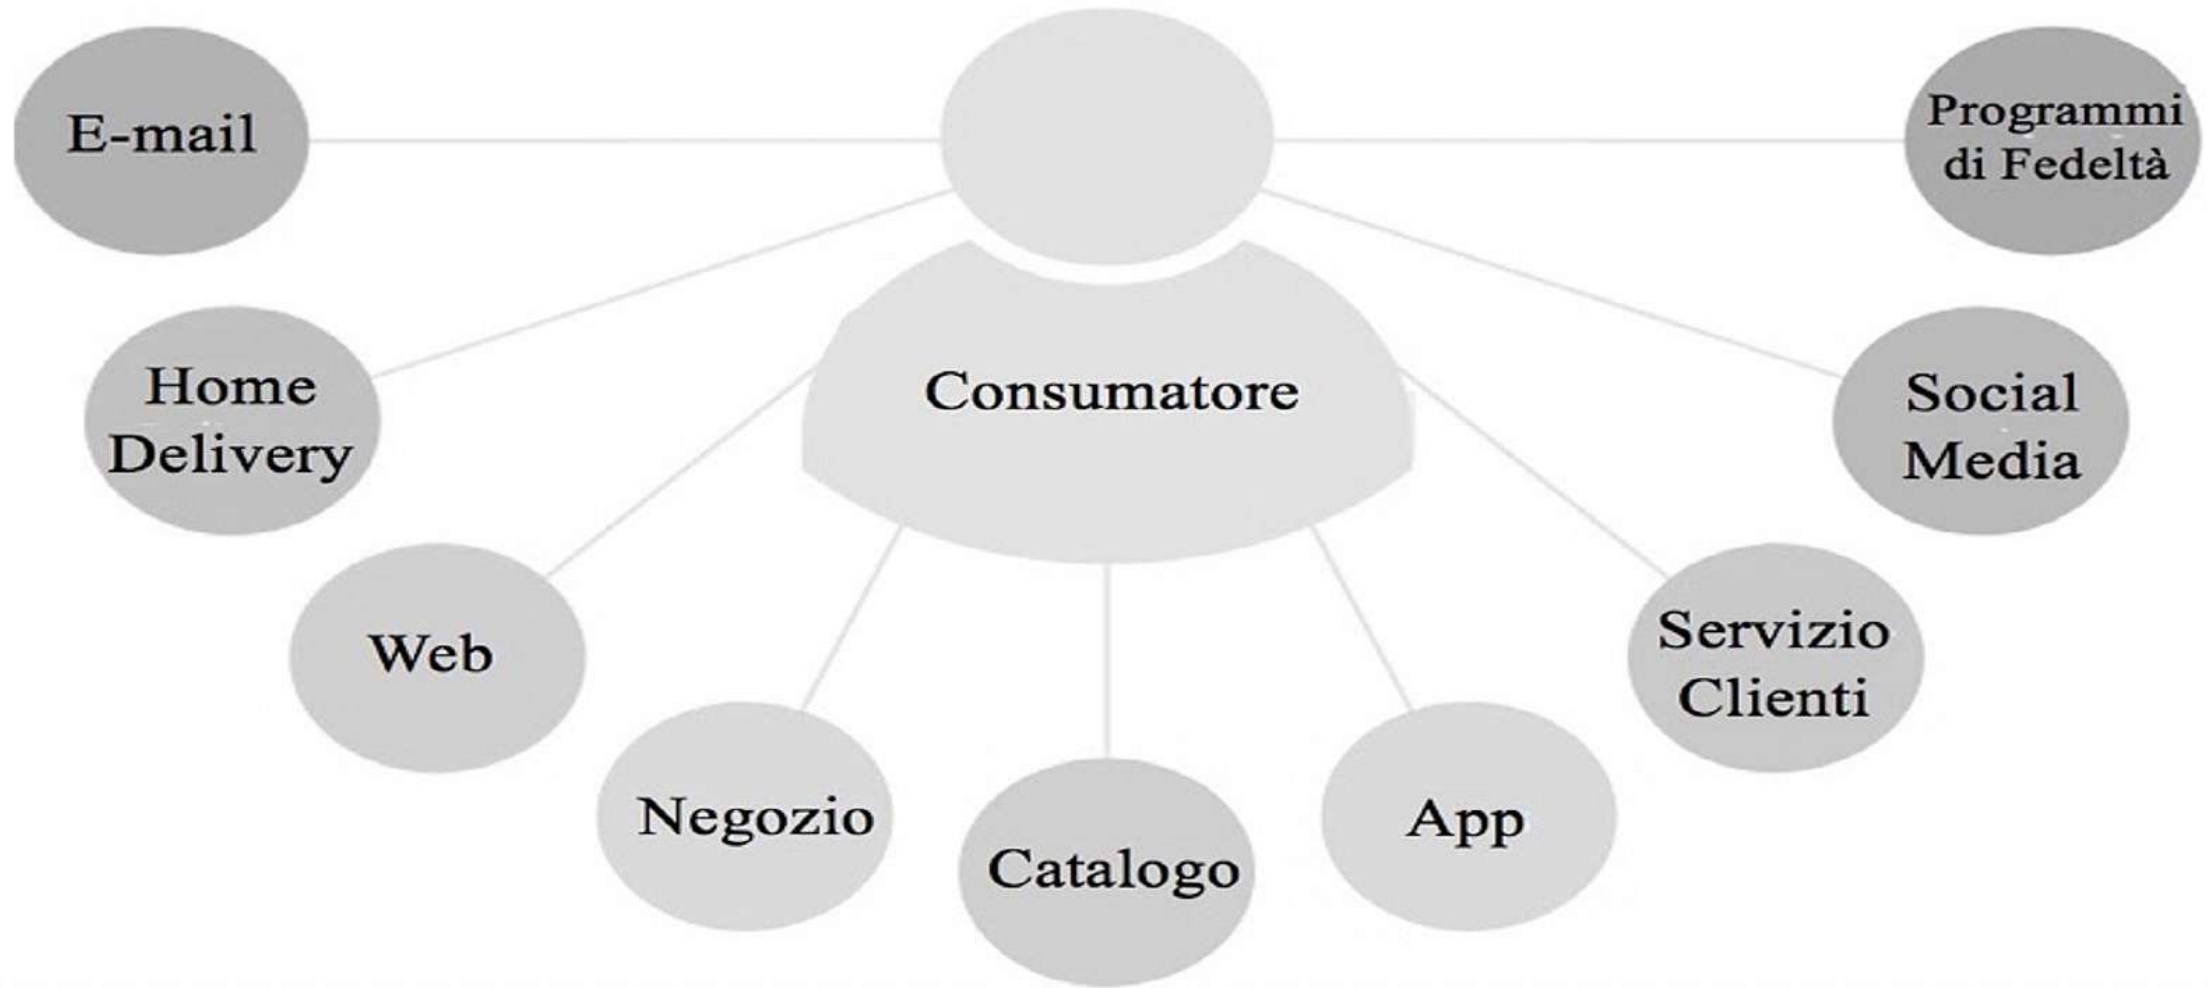 E-mail
Programmi
di Fedeltà
Home
Delivery
Consumatore
Social
Media
Web
Servizio
Clienti
Negozio
Catalogo
App